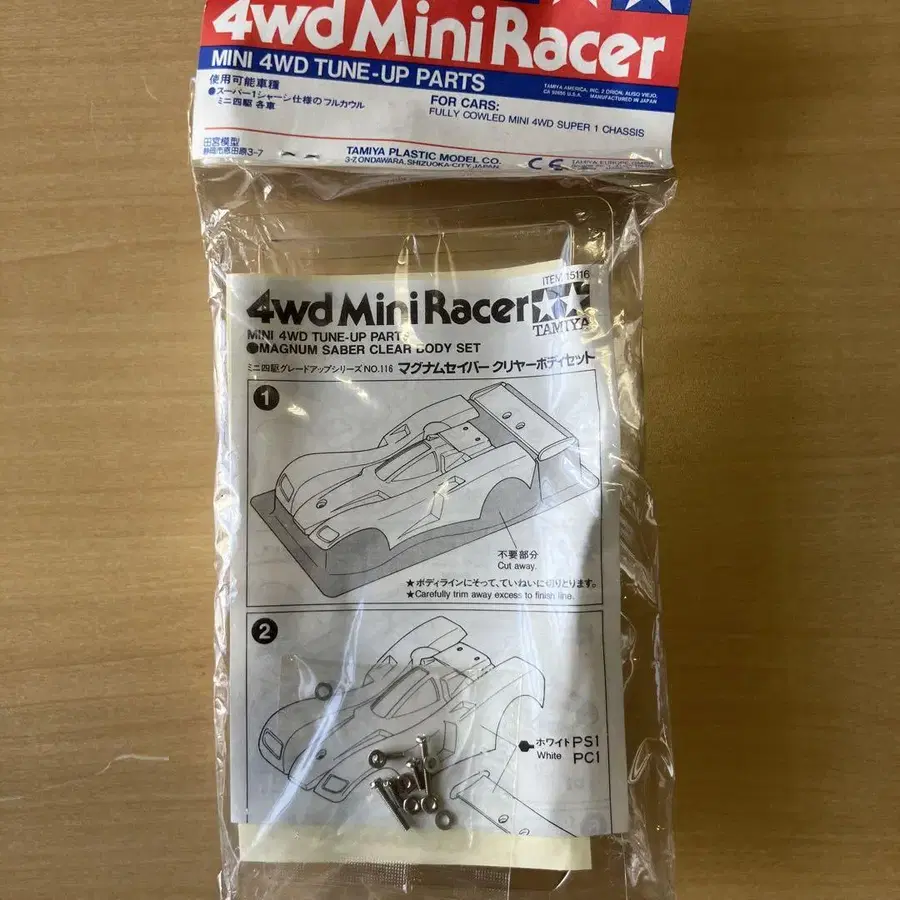 4wd Mini Racer
MINI 4WD TUNE-UP PARTS
TAMIYA AMERICA, INC. 2 ORION, ALISO VIEJO,
CA 92656 U.S.A. MANUFACTURED IN JAPAN
使用可能車種
●スーパー1シャーシ仕様のフルカウル
ミニ四駆 各車
FOR CARS:
FULLY COWLED MINI 4WD SUPER 1 CHASSIS
田宮模型
静岡市恩田原3-7
TAMIYA PLASTIC MODEL CO.
3-7, ONDAWARA, SHIZUOKA-CITY, JAPAN.
CE
ITEM 15116
4wd Mini Racer
TAMIYA
MINI 4WD TUNE-UP PARTS
●MAGNUM SABER CLEAR BODY SET
ミニ四駆グレードアップシリーズ NO.116 マグナムセイバー クリヤーボディセット
1
不要部分
Cut away.
★ボディラインにそって、ていねいに切りとります。
★Carefully trim away excess to finish line.
2
ホワイト PS1
White PC1